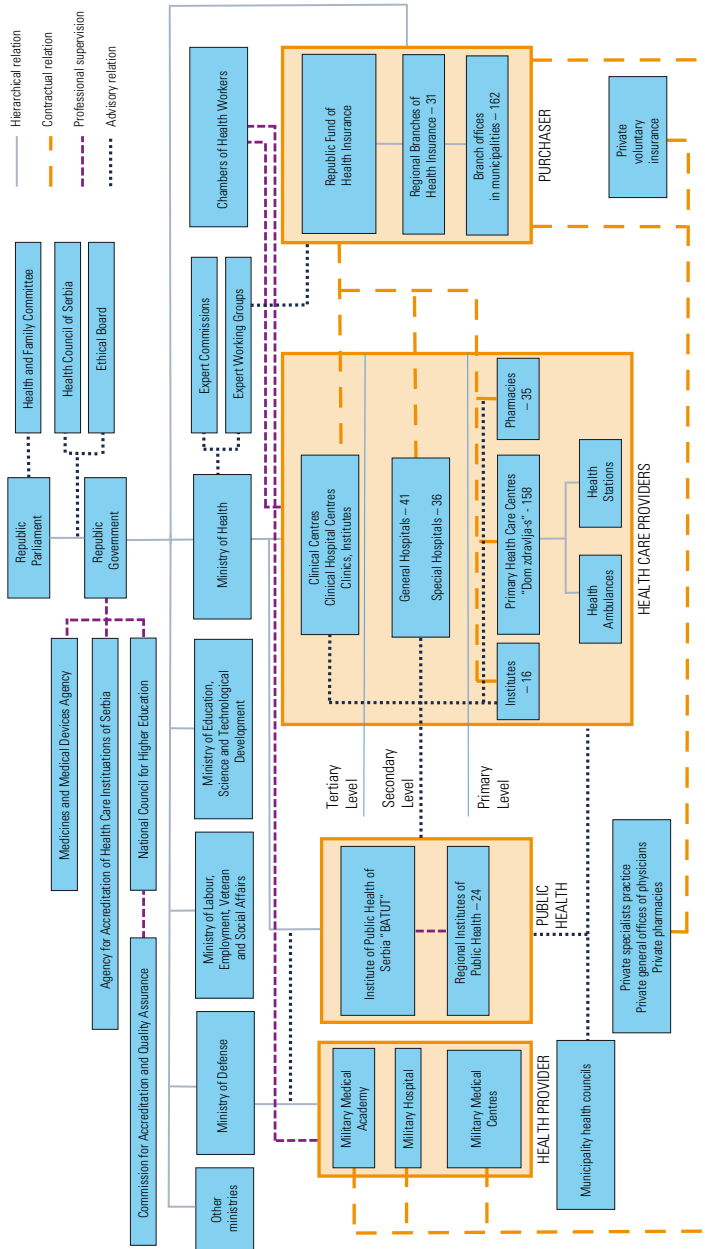 Hierarchical relation
Contractual relation
Professional supervision
Advisory relation
Republic
Parliament
Health and Family Committee
Health Council of Serbia
Ethical Board
Republic
Government
Medicines and Medical Devices Agency
Agency for Accreditation of Health Care Instituations of Serbia
National Council for Higher Education
Commission for Accreditation and Quality Assurance
Other
ministries
Ministry of Defense
Ministry of Labour,
Employment, Veteran
and Social Affairs
Ministry of Education,
Science and Technological
Development
Ministry of Health
Expert Commissions
Expert Working Groups
Chambers of Health Workers
Military Medical
Academy
Military Hospital
Military Medical
Centres
HEALTH PROVIDER
Institute of Public Health of
Serbia "BATUT"
Regional Institutes of
Public Health – 24
PUBLIC
HEALTH
Tertiary
Level
Secondary
Level
Primary
Level
Clinical Centres
Clinical Hospital Centres
Clinics, Institutes
General Hospitals – 41
Special Hospitals – 36
Institutes
– 16
Primary Health Care Centres
"Dom zdravlja-s" - 158
Pharmacies
– 35
Health
Ambulances
Health
Stations
HEALTH CARE PROVIDERS
Republic Fund of
Health Insurance
Regional Branches of
Health Insurance – 31
Branch offices
in municipalities – 162
PURCHASER
Municipality health councils
Private specialists practice
Private general offices of physicians
Private pharmacies
Private
voluntary
insurance